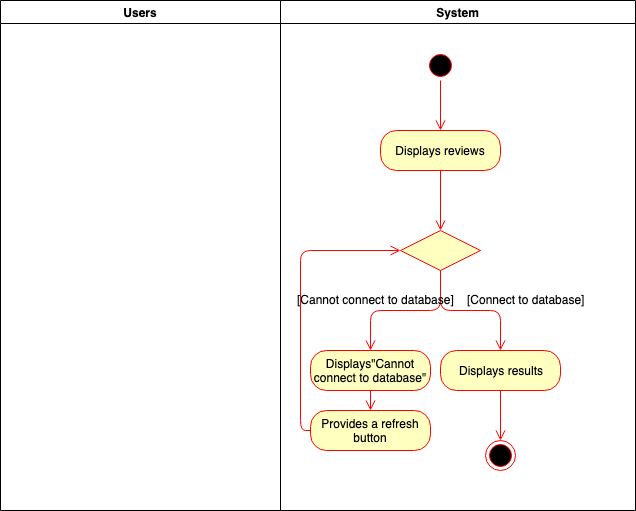 Users
System
Displays reviews
[Cannot connect to database]
[Connect to database]
Displays"Cannot
connect to database"
Displays results
Provides a refresh
button